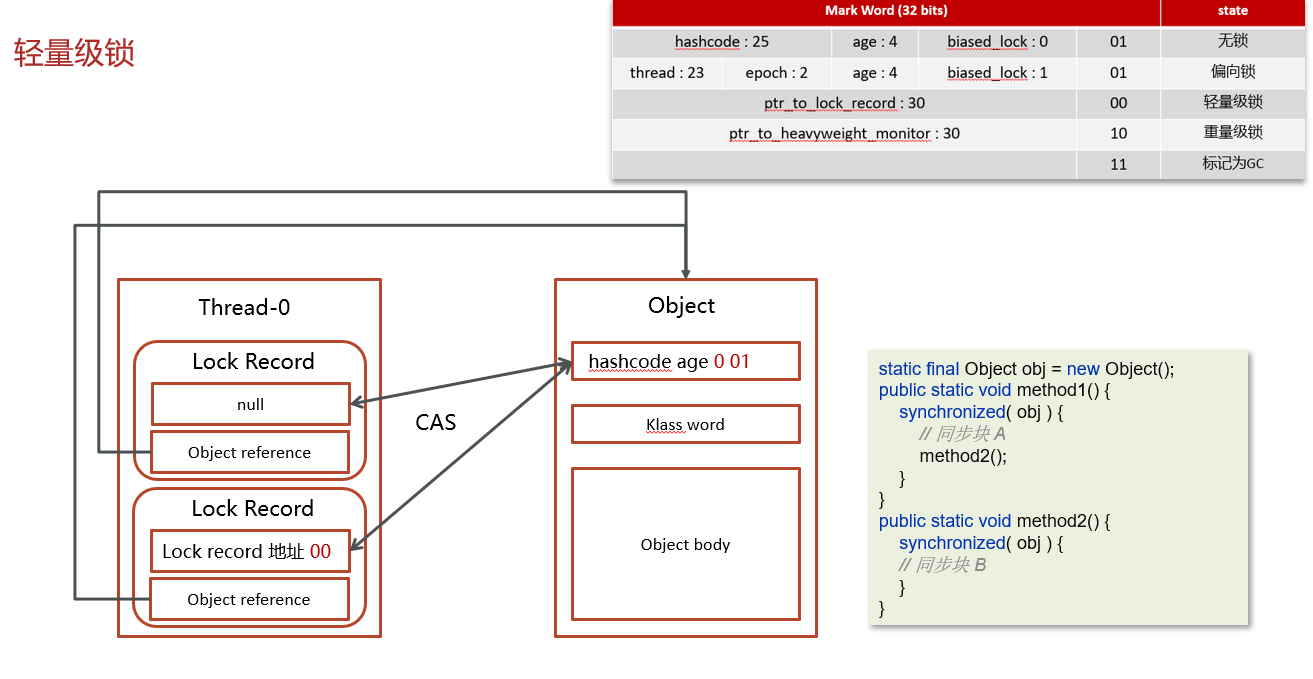 轻量级锁
Mark Word (32 bits) state
hashcode : 25 age : 4 biased_lock : 0 01 无锁
thread : 23 epoch : 2 age : 4 biased_lock : 1 01 偏向锁
ptr_to_lock_record : 30 00 轻量级锁
ptr_to_heavyweight_monitor : 30 10 重量级锁
11 标记为GC
Thread-0
Lock Record
null
Object reference
Lock Record
Lock record 地址 00
Object reference
CAS
Object
hashcode age 0 01
Klass word
Object body
static final Object obj = new Object();
public static void method1() {
synchronized( obj ) {
// 同步块 A
method2();
}
}
public static void method2() {
synchronized( obj ) {
// 同步块 B
}
}